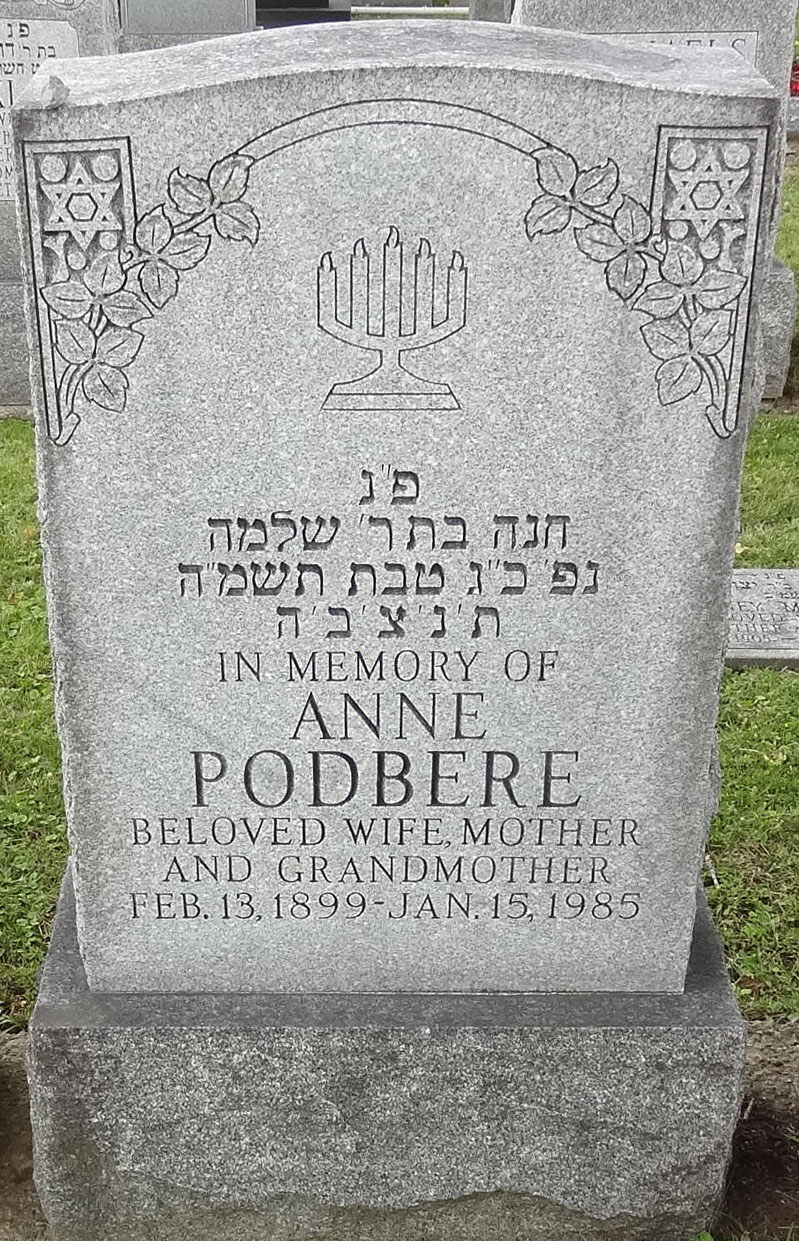 פ״נ
חנה בת ר׳ שלמה
נפ׳ כ״ג טבת תשמ״ה
ת׳נ׳צ׳ב׳ה
IN MEMORY OF
ANNE
PODBERE
BELOVED WIFE, MOTHER
AND GRANDMOTHER
FEB. 13, 1899-JAN. 15, 1985